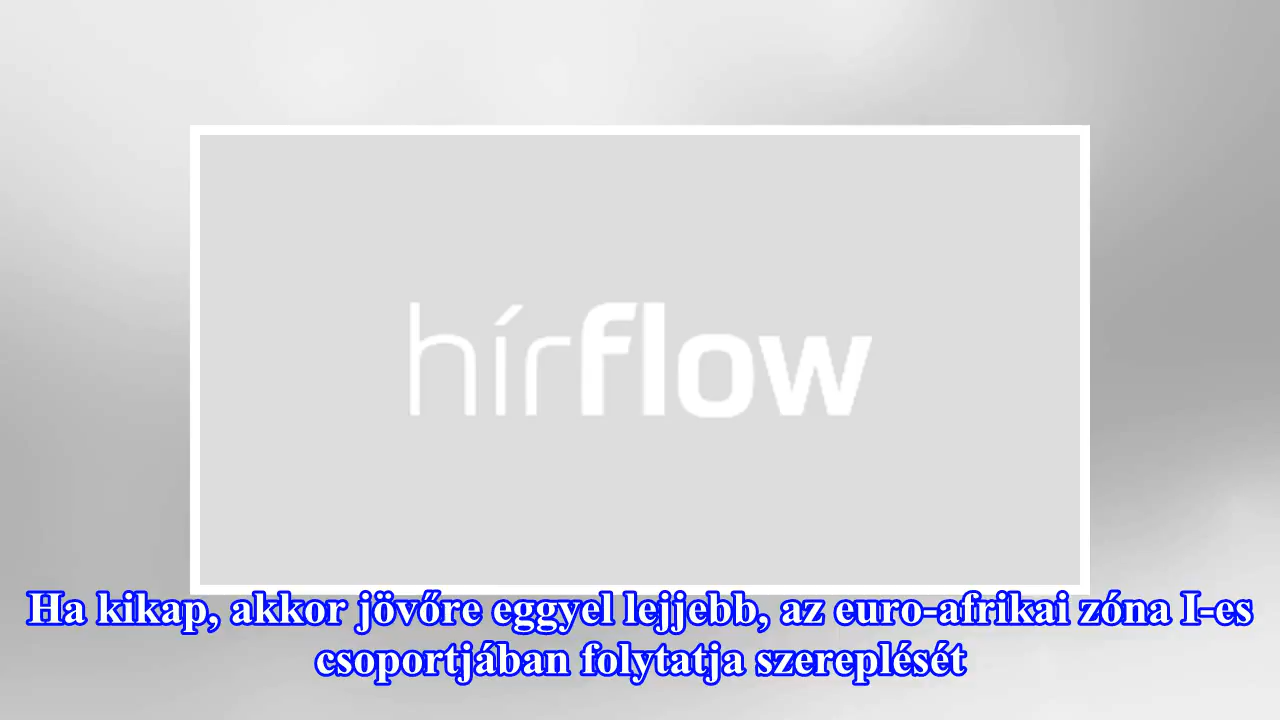 hírflow
Ha kikap, akkor jövőre eggyel lejjebb, az euro-afrikai zóna I-es
csoportjában folytatja szereplését